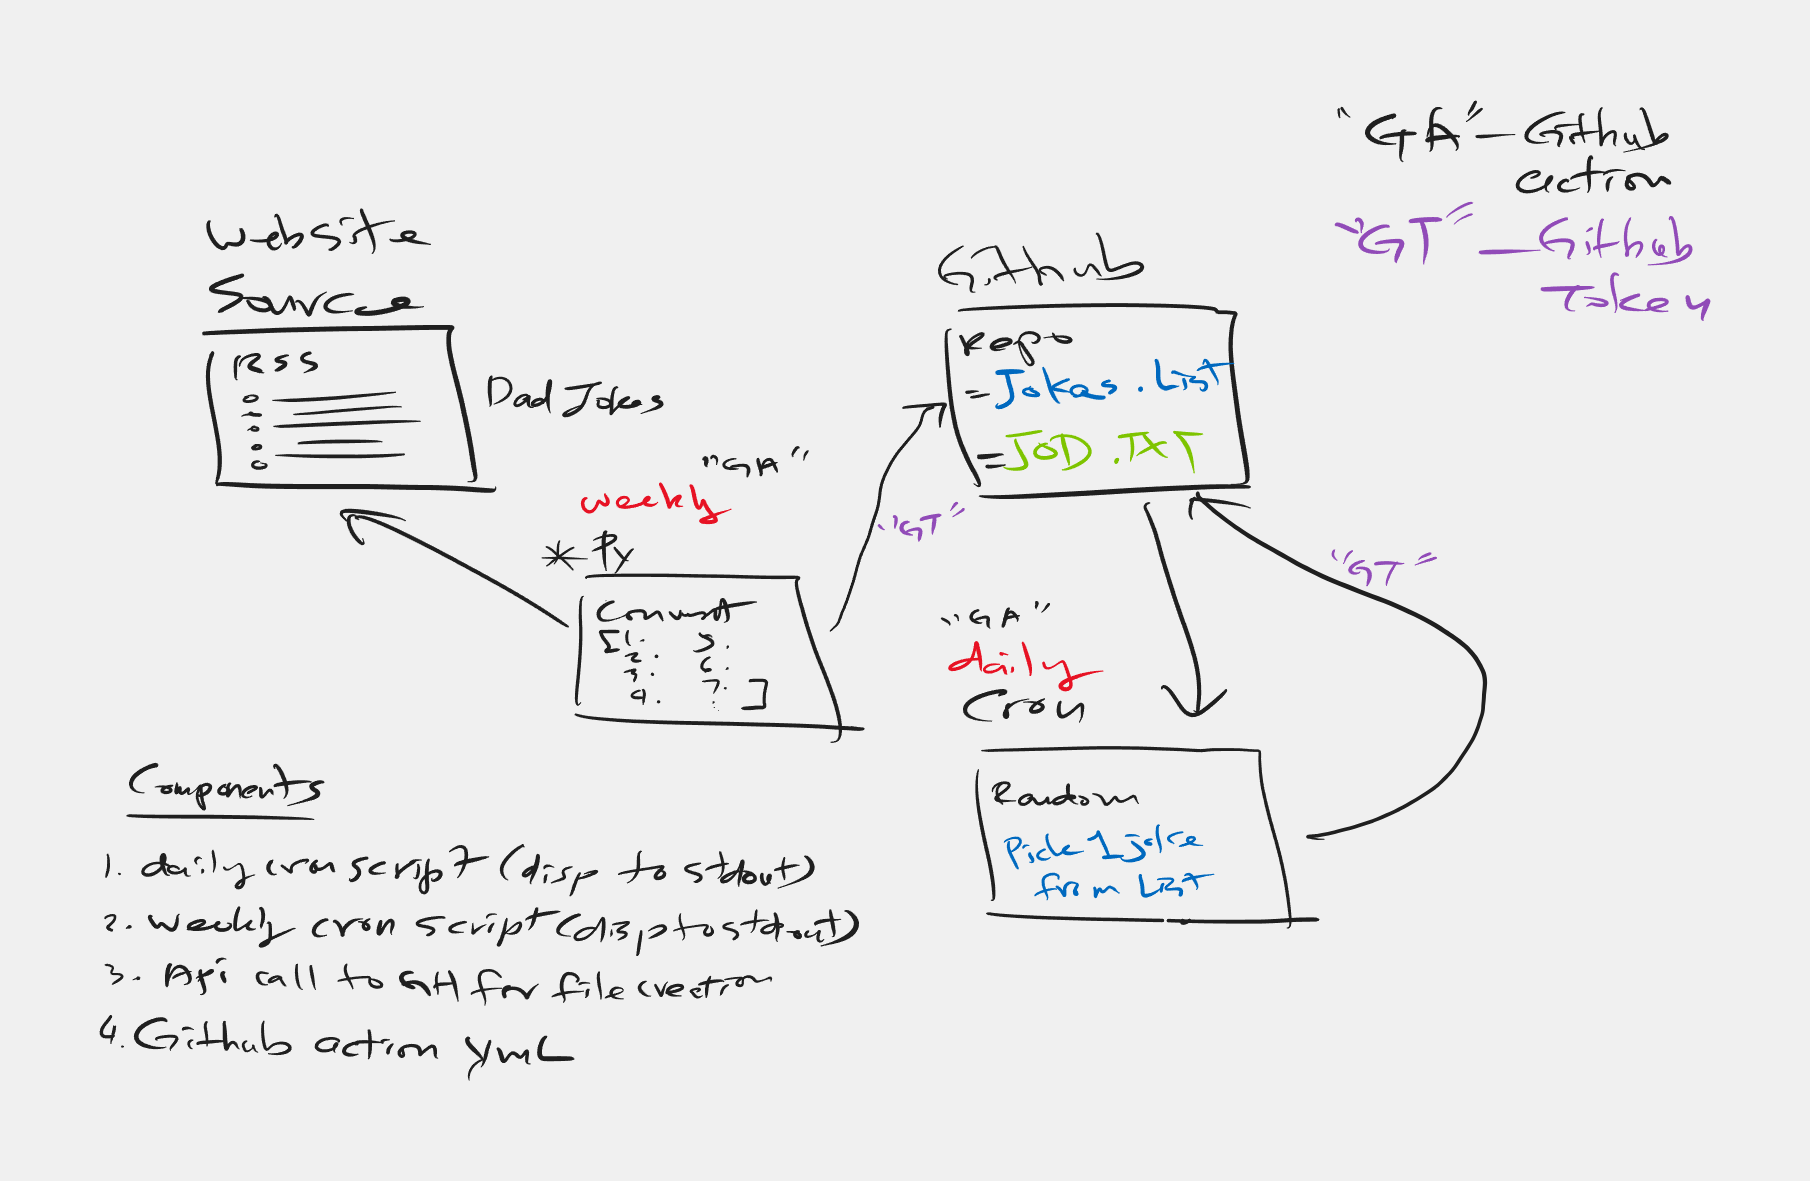 "GA" — Github
action
"GT" — Github
Token
Website
Source
RSS
Dad Jokes
Github
Repo
= Jokes.List
= JOD.TXT
"GA"
weekly
* Py
Convert
[1. 5.
2. 6.
3. 7.
4. : ]
"GT"
"GT"
"GA"
daily
Cron
Random
Pick 1 joke
from List
Components
1. daily cron script (disp to stdout)
2. weekly cron script (disp to stdout)
3. Api call to GH for file creation
4. Github action YmL